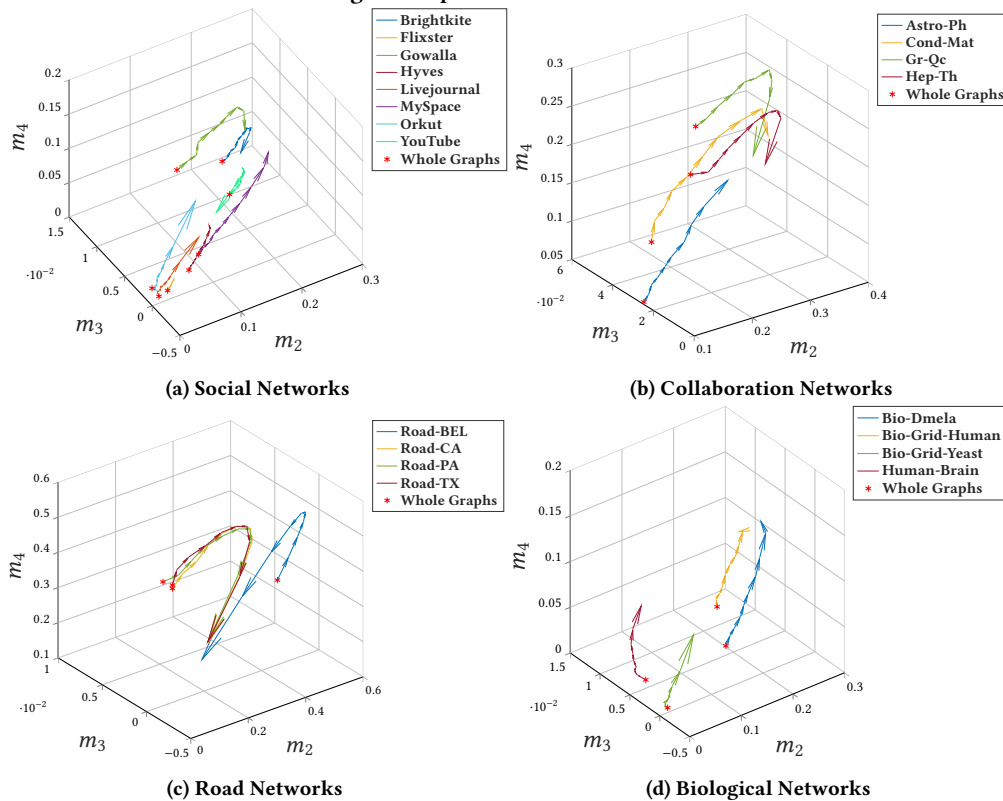 Brightkite
Flixster
Gowalla
Hyves
Livejournal
MySpace
Orkut
YouTube
Whole Graphs
m4
0.2
0.15
0.1
0.05
0
1.5
1
·10−2
0.5
0
−0.5
m3
0
0.1
0.2
0.3
m2
(a) Social Networks
Astro-Ph
Cond-Mat
Gr-Qc
Hep-Th
Whole Graphs
m4
0.3
0.25
0.2
0.15
0.1
0.05
6
·10−2
4
2
0
m3
0.1
0.2
0.3
0.4
m2
(b) Collaboration Networks
Road-BEL
Road-CA
Road-PA
Road-TX
Whole Graphs
m4
0.6
0.5
0.4
0.3
0.2
0.1
1
0.5
·10−2
0
−0.5
m3
0
0.2
0.4
0.6
m2
(c) Road Networks
Bio-Dmela
Bio-Grid-Human
Bio-Grid-Yeast
Human-Brain
Whole Graphs
m4
0.2
0.15
0.1
0.05
0
1.5
1
·10−2
0.5
0
−0.5
m3
0
0.1
0.2
0.3
m2
(d) Biological Networks